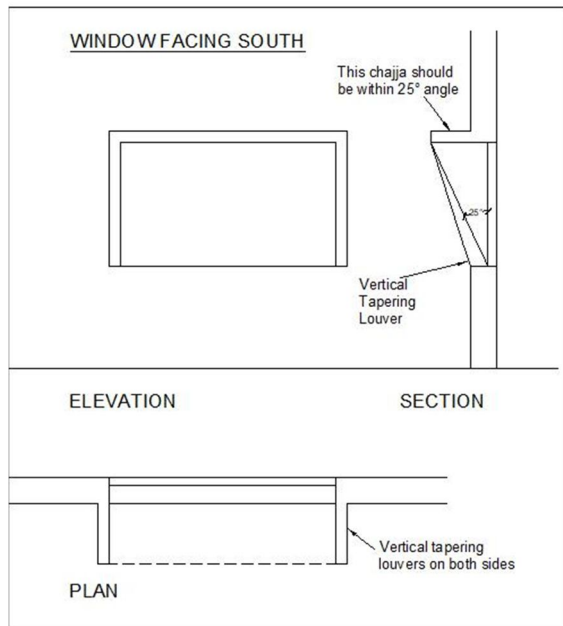 WINDOW FACING SOUTH
This chajja should
be within 25° angle
25°
Vertical
Tapering
Louver
ELEVATION
SECTION
Vertical tapering
louvers on both sides
PLAN